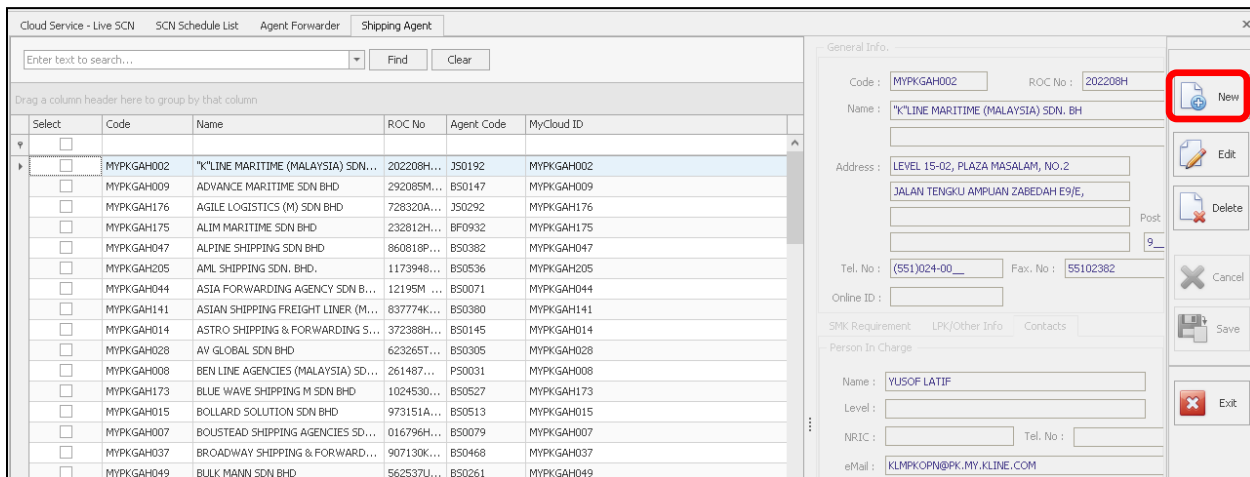 Cloud Service - Live SCN SCN Schedule List Agent Forwarder Shipping Agent
Enter text to search... Find Clear
Drag a column header here to group by that column
Select Code Name ROC No Agent Code MyCloud ID
MYPKGAH002 "K"LINE MARITIME (MALAYSIA) SDN... 202208H... JS0192 MYPKGAH002
MYPKGAH009 ADVANCE MARITIME SDN BHD 292085M... BS0147 MYPKGAH009
MYPKGAH176 AGILE LOGISTICS (M) SDN BHD 728320A... JS0292 MYPKGAH176
MYPKGAH175 ALIM MARITIME SDN BHD 232812H... BF0932 MYPKGAH175
MYPKGAH047 ALPINE SHIPPING SDN BHD 860818P... BS0382 MYPKGAH047
MYPKGAH205 AML SHIPPING SDN. BHD. 1173948... BS0536 MYPKGAH205
MYPKGAH044 ASIA FORWARDING AGENCY SDN B... 12195M ... BS0071 MYPKGAH044
MYPKGAH141 ASIAN SHIPPING FREIGHT LINER (M... 837774K... BS0380 MYPKGAH141
MYPKGAH014 ASTRO SHIPPING & FORWARDING S... 372388H... BS0145 MYPKGAH014
MYPKGAH028 AV GLOBAL SDN BHD 623265T... BS0305 MYPKGAH028
MYPKGAH008 BEN LINE AGENCIES (MALAYSIA) SD... 261487... PS0031 MYPKGAH008
MYPKGAH173 BLUE WAVE SHIPPING M SDN BHD 1024530... BS0527 MYPKGAH173
MYPKGAH015 BOLLARD SOLUTION SDN BHD 973151A... BS0513 MYPKGAH015
MYPKGAH007 BOUSTEAD SHIPPING AGENCIES SD... 016796H... BS0079 MYPKGAH007
MYPKGAH037 BROADWAY SHIPPING & FORWARD... 907130K... BS0468 MYPKGAH037
MYPKGAH049 BULK MANN SDN BHD 562537U... BS0261 MYPKGAH049
General Info.
Code : MYPKGAH002 ROC No : 202208H
Name : "K"LINE MARITIME (MALAYSIA) SDN. BH
Address : LEVEL 15-02, PLAZA MASALAM, NO.2
JALAN TENGKU AMPUAN ZABEDAH E9/E,
Post
9__
Tel. No : (551)024-00__ Fax. No : 55102382
Online ID :
SMK Requirement LPK/Other Info Contacts
Person In Charge
Name : YUSOF LATIF
Level :
NRIC : Tel. No :
eMail : KLMPKOPN@PK.MY.KLINE.COM
New
Edit
Delete
Cancel
Save
Exit